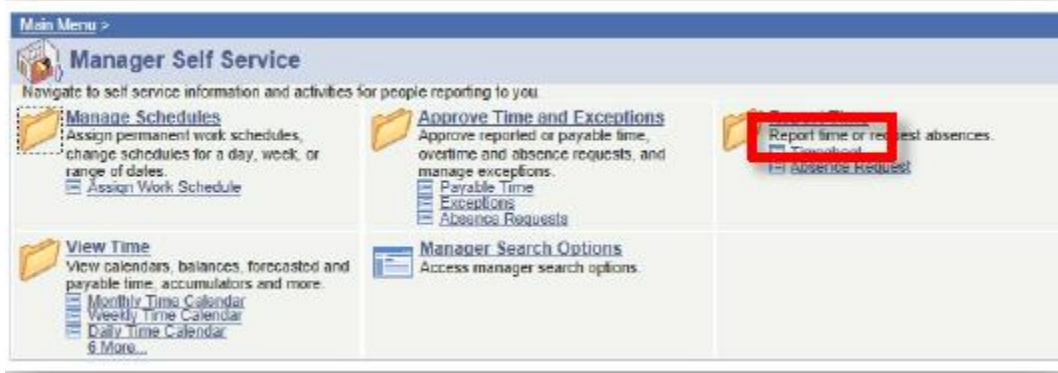 Main Menu >
Manager Self Service
Navigate to self service information and activities for people reporting to you
Manage Schedules
Assign permanent work schedules,
change schedules for a day, week, or
range of dates.
Assign Work Schedule
Approve Time and Exceptions
Approve reported or payable time,
overtime and absence requests, and
manage exceptions.
Payable Time
Exceptions
Absence Requests
Report time or request absences.
Timesheet
Absence Request
View Time
View calendars, balances, forecasted and
payable time, accumulators and more.
Monthly Time Calendar
Weekly Time Calendar
Daily Time Calendar
6 More...
Manager Search Options
Access manager search options.